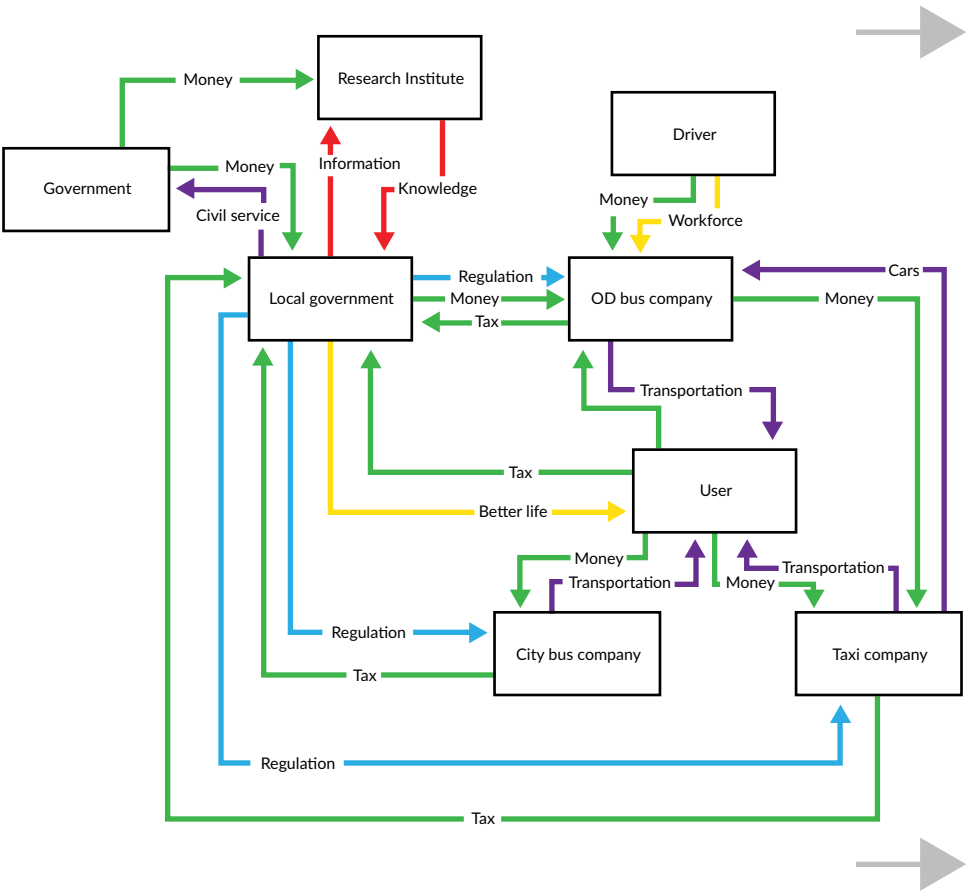 Research Institute
Money
Driver
Information
Money
Government
Knowledge
Money
Civil service
Workforce
Cars
Regulation
Local government
Money
OD bus company
Money
Tax
Transportation
Tax
User
Better life
Money
Transportation
Transportation
Money
Regulation
City bus company
Taxi company
Tax
Regulation
Tax